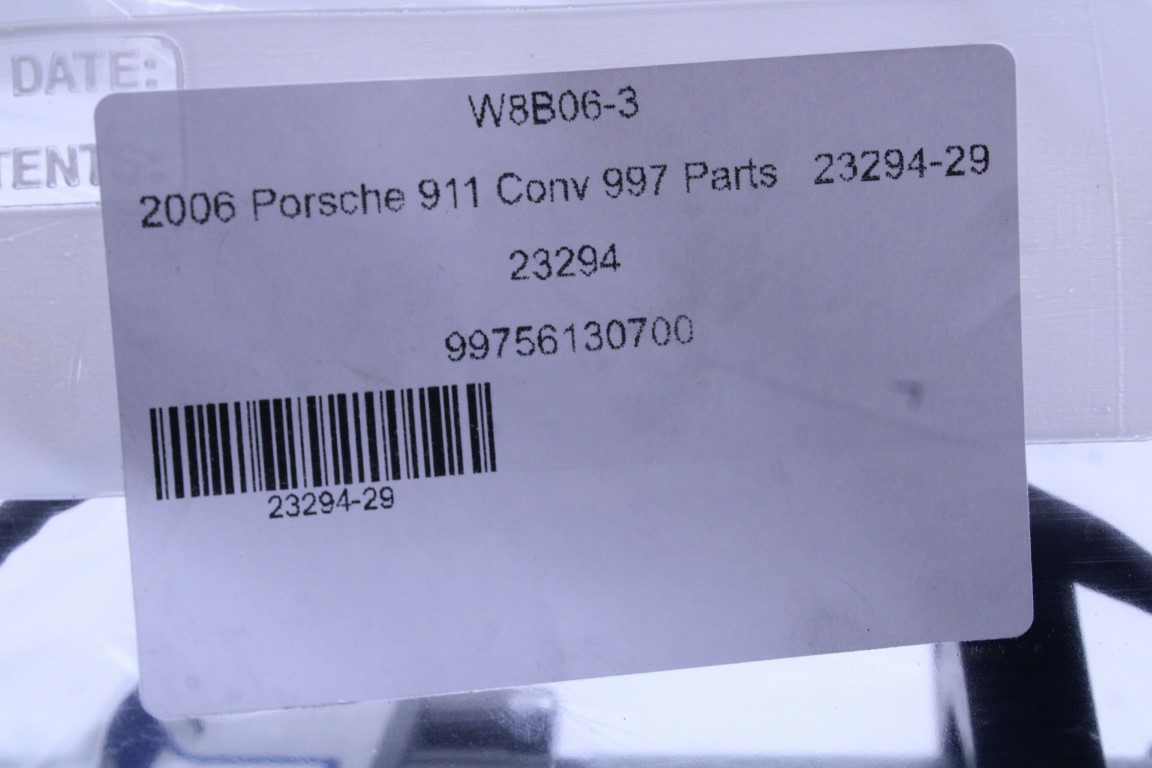 DATE:
W8B06-3
TENTS:
2006 Porsche 911 Conv 997 Parts 23294-29
23294
99756130700
23294-29